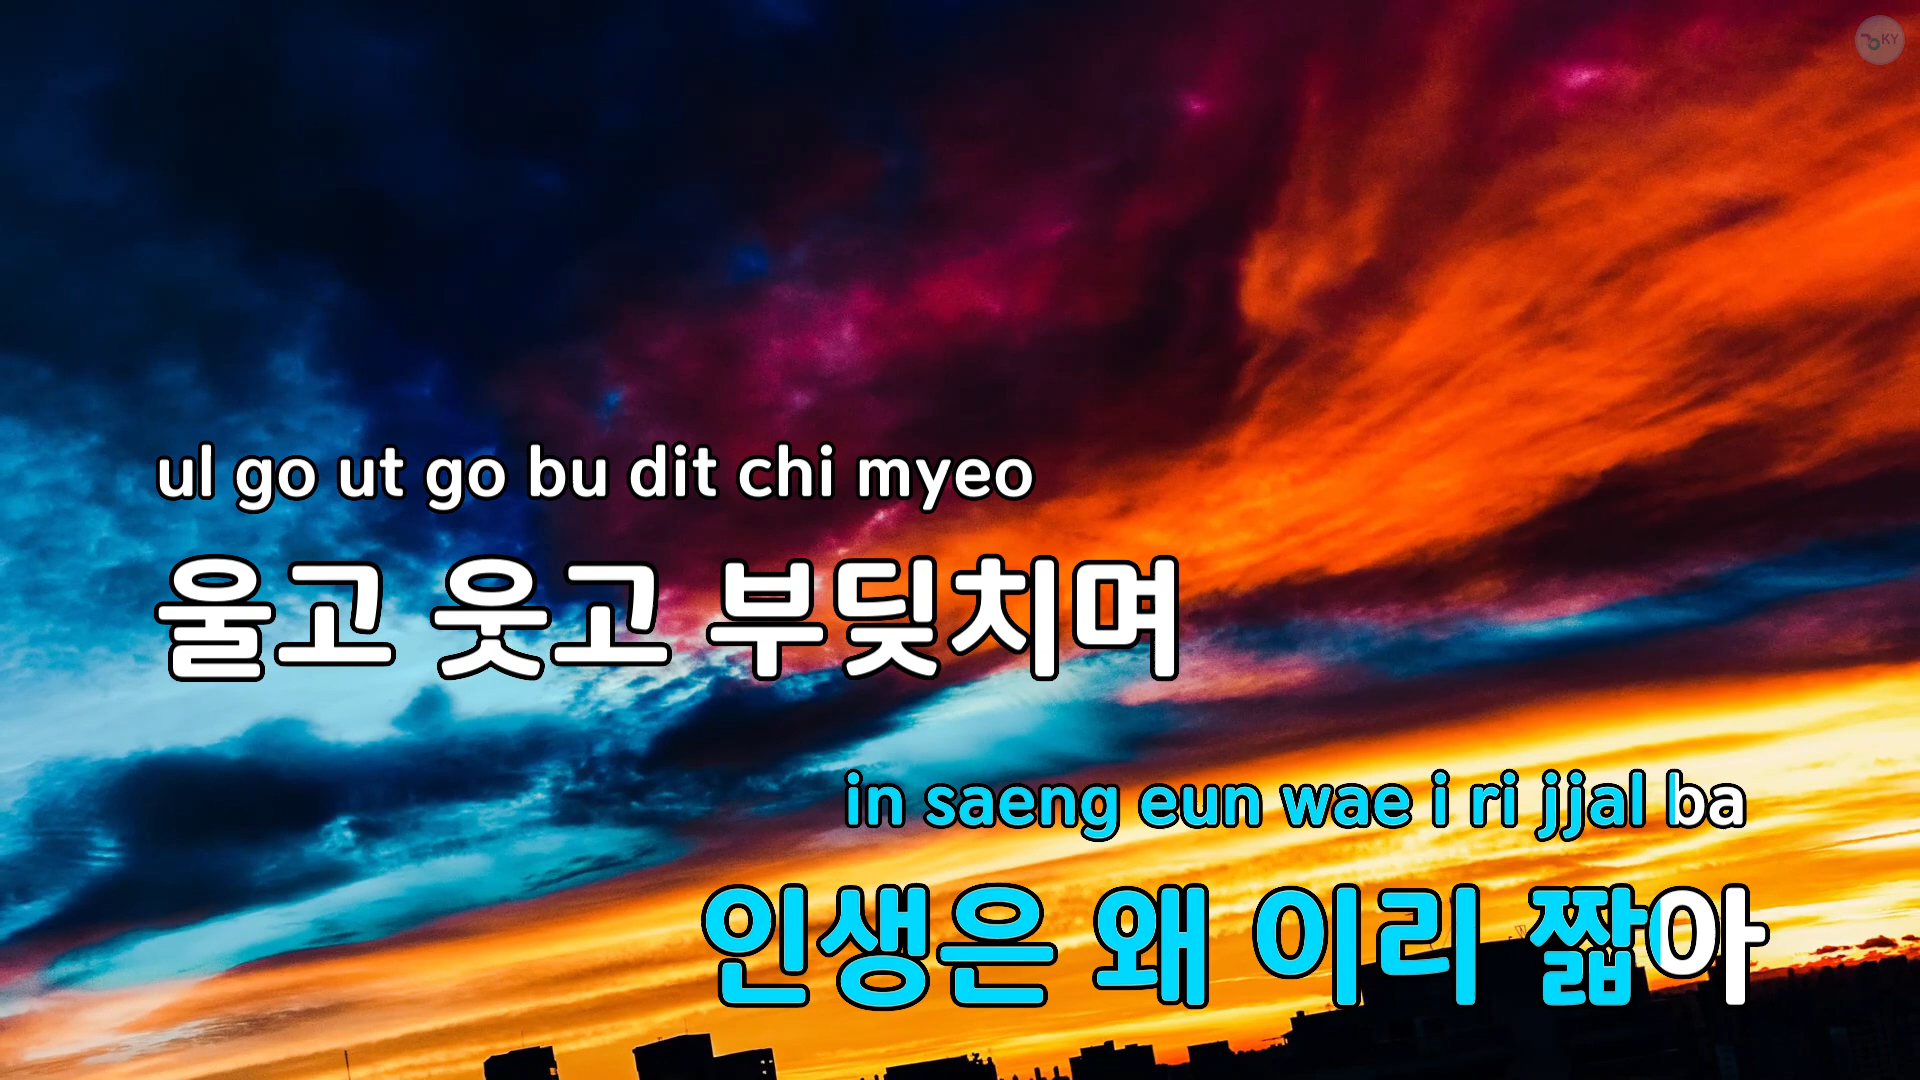 KY
ul go ut go bu dit chi myeo
울고 웃고 부딪치며
in saeng eun wae i ri jjal ba
인생은 왜 이리 짧아